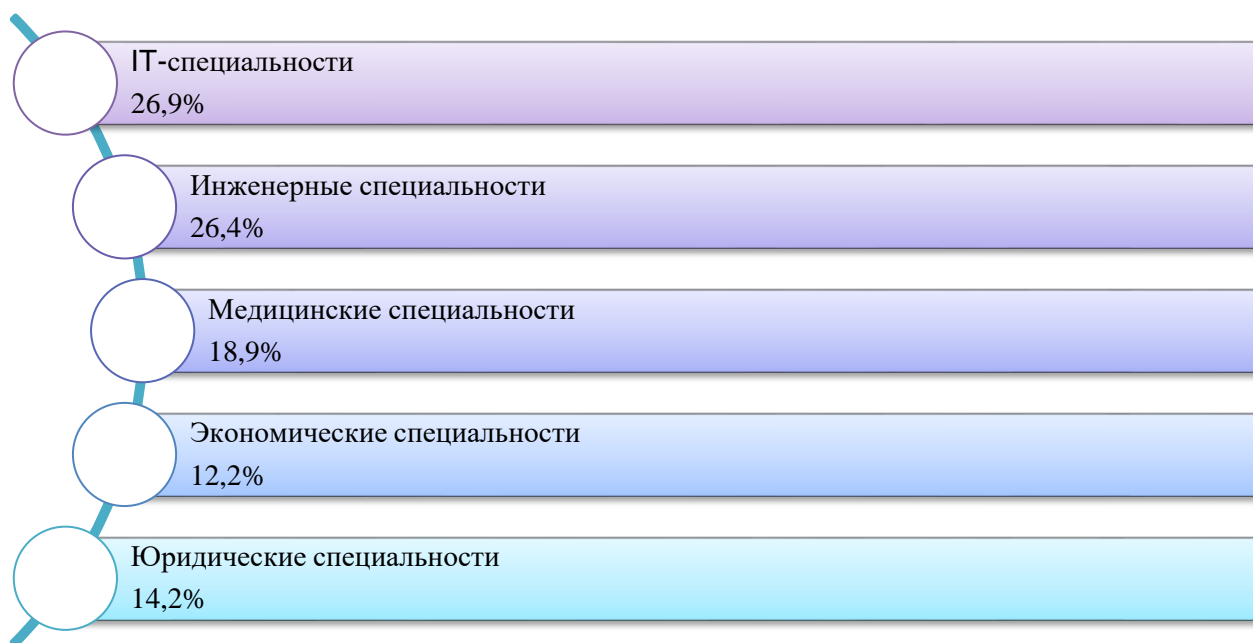 IT-специальности
26,9%
Инженерные специальности
26,4%
Медицинские специальности
18,9%
Экономические специальности
12,2%
Юридические специальности
14,2%